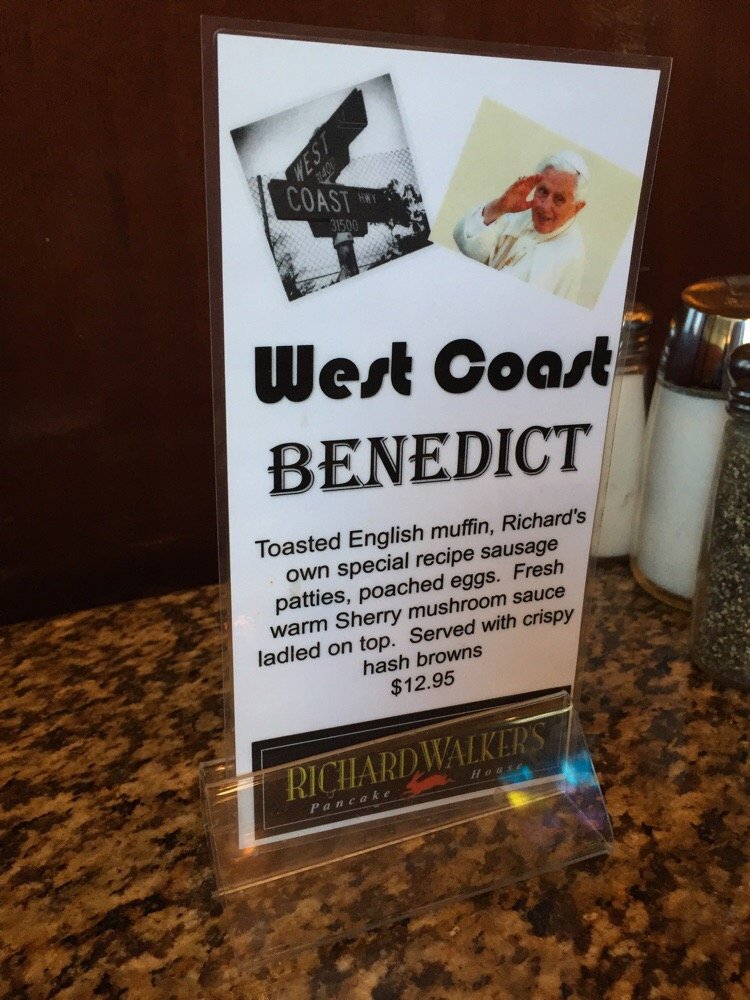 WEST
3400
COAST HWY
31500
West Coast
BENEDICT
Toasted English muffin, Richard's
own special recipe sausage
patties, poached eggs.  Fresh
warm Sherry mushroom sauce
ladled on top.  Served with crispy
hash browns
$12.95
RICHARD WALKER'S
Pancake House